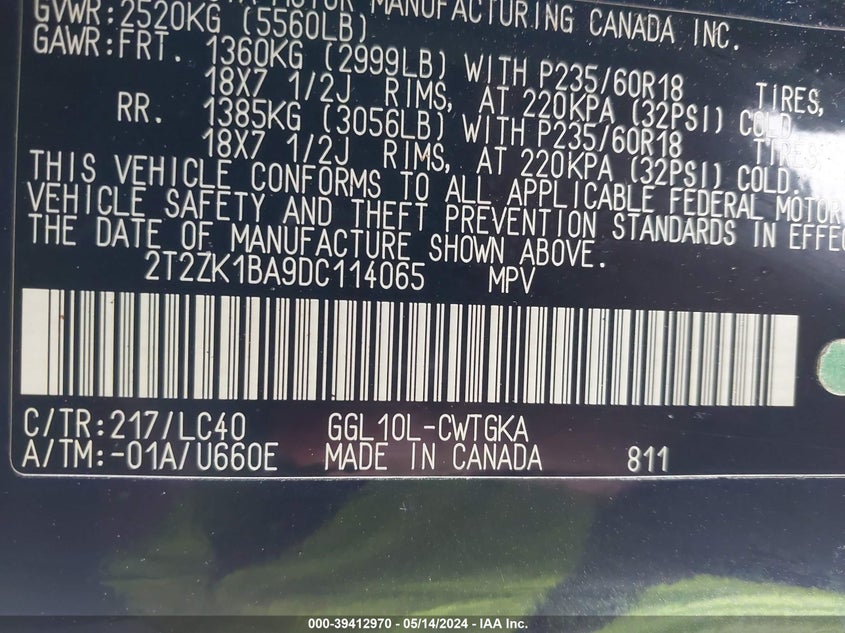 MOTOR MANUFACTURING CANADA INC.
GVWR:2520KG (5560LB)
GAWR:FRT. 1360KG (2999LB) WITH P235/60R18 TIRES,
18X7 1/2J RIMS, AT 220KPA (32PSI) COLD
RR. 1385KG (3056LB) WITH P235/60R18 TIRES,
18X7 1/2J RIMS, AT 220KPA (32PSI) COLD.
THIS VEHICLE CONFORMS TO ALL APPLICABLE FEDERAL MOTOR
VEHICLE SAFETY AND THEFT PREVENTION STANDARDS IN EFFEC
THE DATE OF MANUFACTURE SHOWN ABOVE.
2T2ZK1BA9DC114065 MPV
C/TR:217/LC40 GGL10L-CWTGKA
A/TM:-01A/U660E MADE IN CANADA 811
000-39412970 - 05/14/2024 - IAA Inc.